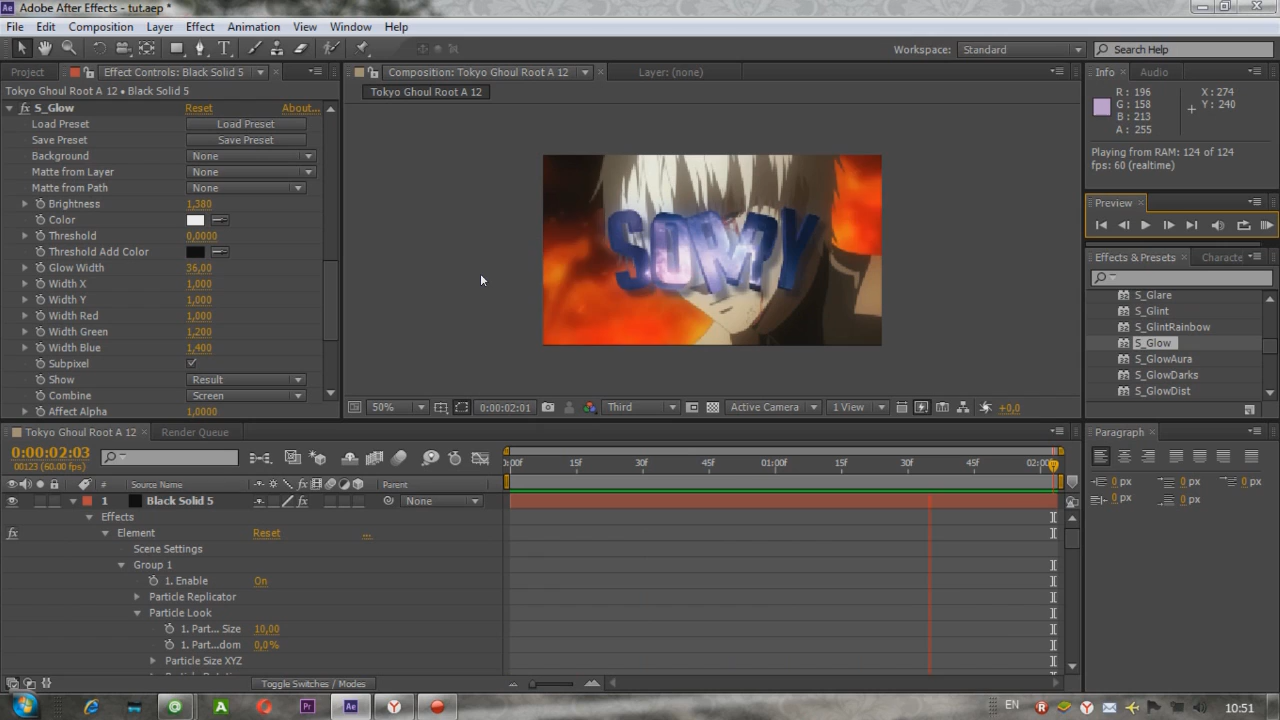 Adobe After Effects - tut.aep *
File Edit Composition Layer Effect Animation View Window Help
Workspace: Standard Search Help
Project Effect Controls: Black Solid 5
Composition: Tokyo Ghoul Root A 12 Layer: (none)
Info Audio
Tokyo Ghoul Root A 12 • Black Solid 5
Tokyo Ghoul Root A 12
R : 196 X : 274
G : 158 Y : 240
B : 213
A : 255
Playing from RAM: 124 of 124
fps: 60 (realtime)
fx S_Glow Reset About...
Load Preset Load Preset
Save Preset Save Preset
Background None
Matte from Layer None
Matte from Path None
Brightness 1,380
Color
Threshold 0,0000
Threshold Add Color
Glow Width 36,00
Width X 1,000
Width Y 1,000
Width Red 1,000
Width Green 1,200
Width Blue 1,400
Subpixel
Show Result
Combine Screen
Affect Alpha 1,0000
Preview
Effects & Presets Characte
S_Glare
S_Glint
S_GlintRainbow
S_Glow
S_GlowAura
S_GlowDarks
S_GlowDist
50% 0:00:02:01 Third Active Camera 1 View +0,0
Tokyo Ghoul Root A 12 Render Queue
0:00:02:03
00123 (60.00 fps)
# Source Name Parent
:00f 15f 30f 45f 01:00f 15f 30f 45f 02:00f
1 Black Solid 5 fx None
Effects
fx Element Reset ...
Scene Settings
Group 1
1. Enable On
Particle Replicator
Particle Look
1. Part... Size 10,00
1. Part...dom 0,0%
Particle Size XYZ
Toggle Switches / Modes
Paragraph
0 px 0 px 0 px
0 px 0 px
Pr Ae
EN 10:51